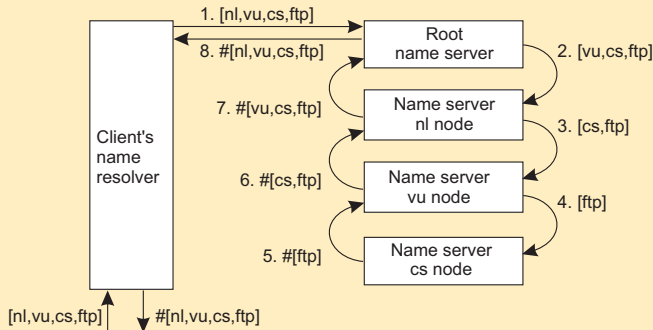 1. [nl,vu,cs,ftp]
8. #[nl,vu,cs,ftp]
Root
name server
2. [vu,cs,ftp]
7. #[vu,cs,ftp]
Name server
nl node
3. [cs,ftp]
Client's
name
resolver
6. #[cs,ftp]
Name server
vu node
4. [ftp]
5. #[ftp]
Name server
cs node
[nl,vu,cs,ftp]
#[nl,vu,cs,ftp]